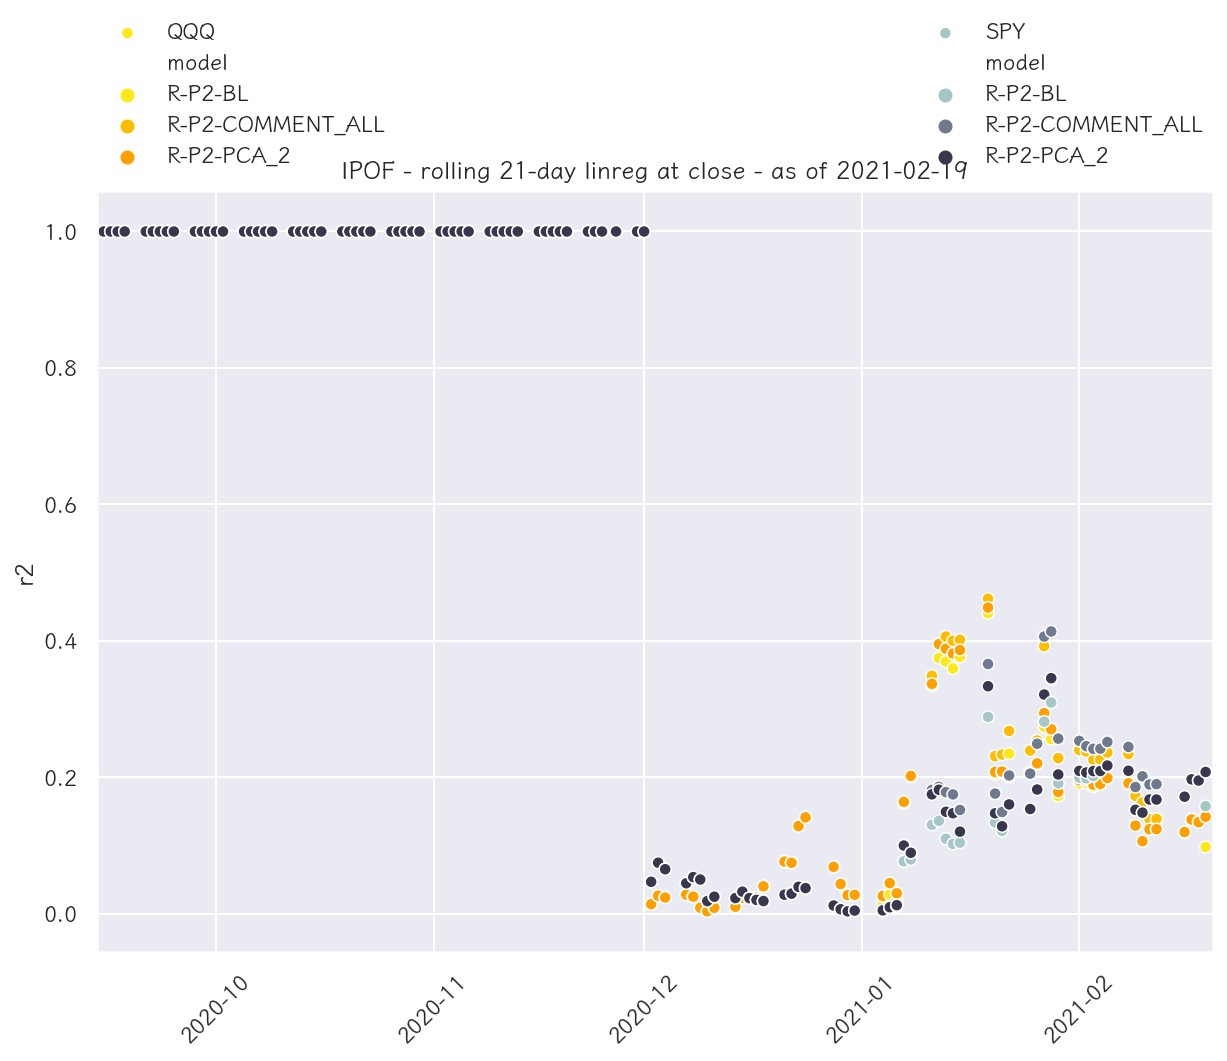 QQQ
model
R-P2-BL
R-P2-COMMENT_ALL
R-P2-PCA_2
SPY
model
R-P2-BL
R-P2-COMMENT_ALL
R-P2-PCA_2
IPOF - rolling 21-day linreg at close - as of 2021-02-19
1.0
0.8
0.6
0.4
0.2
0.0
r2
2020-10
2020-11
2020-12
2021-01
2021-02